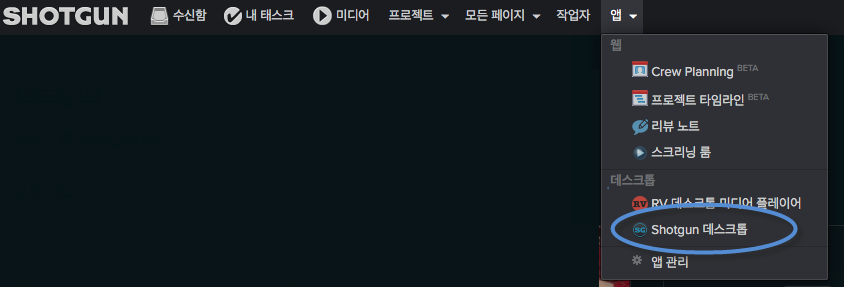 SHOTGUN 수신함 내 태스크 미디어 프로젝트 모든 페이지 작업자 앱
웹
Crew Planning BETA
프로젝트 타임라인 BETA
리뷰 노트
스크리닝 룸
데스크톱
RV RV 데스크톱 미디어 플레이어
SG Shotgun 데스크톱
앱 관리